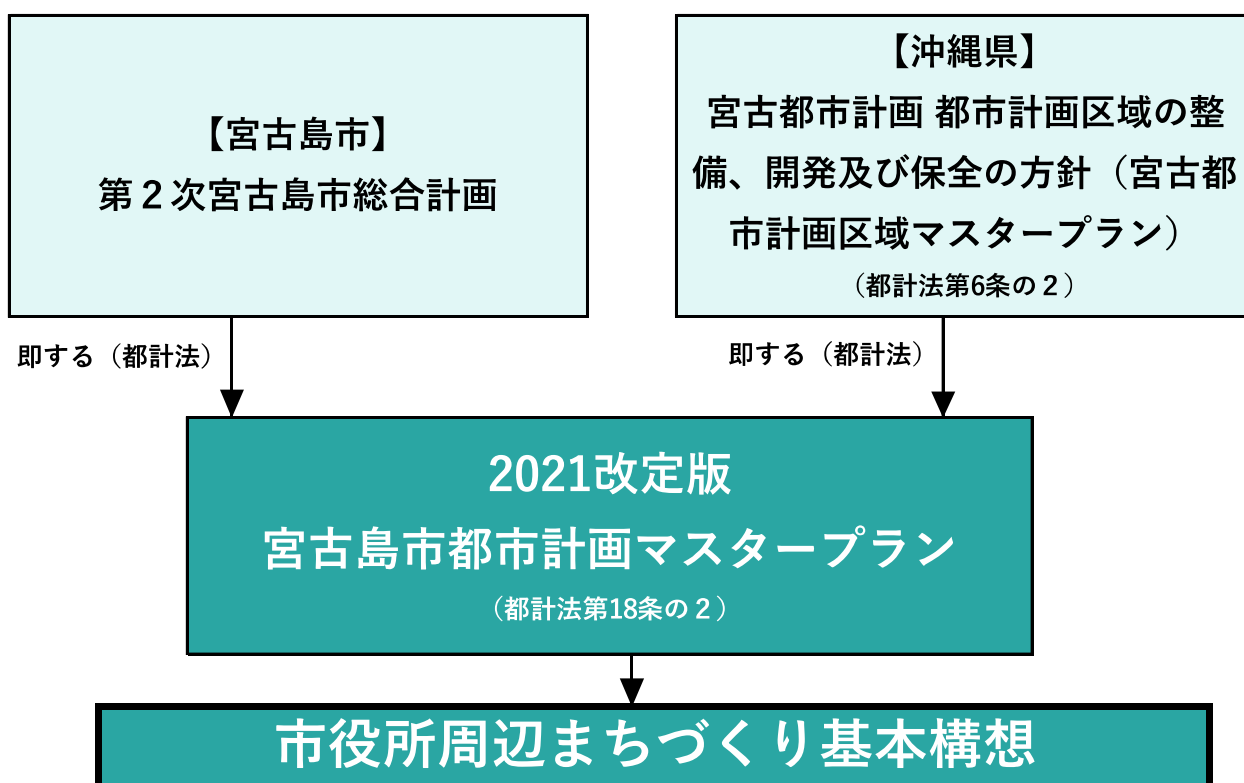 【宮古島市】
第２次宮古島市総合計画
【沖縄県】
宮古都市計画 都市計画区域の整
備、開発及び保全の方針（宮古都
市計画区域マスタープラン）
（都計法第6条の２）
即する（都計法）
即する（都計法）
2021改定版
宮古島市都市計画マスタープラン
（都計法第18条の２）
市役所周辺まちづくり基本構想